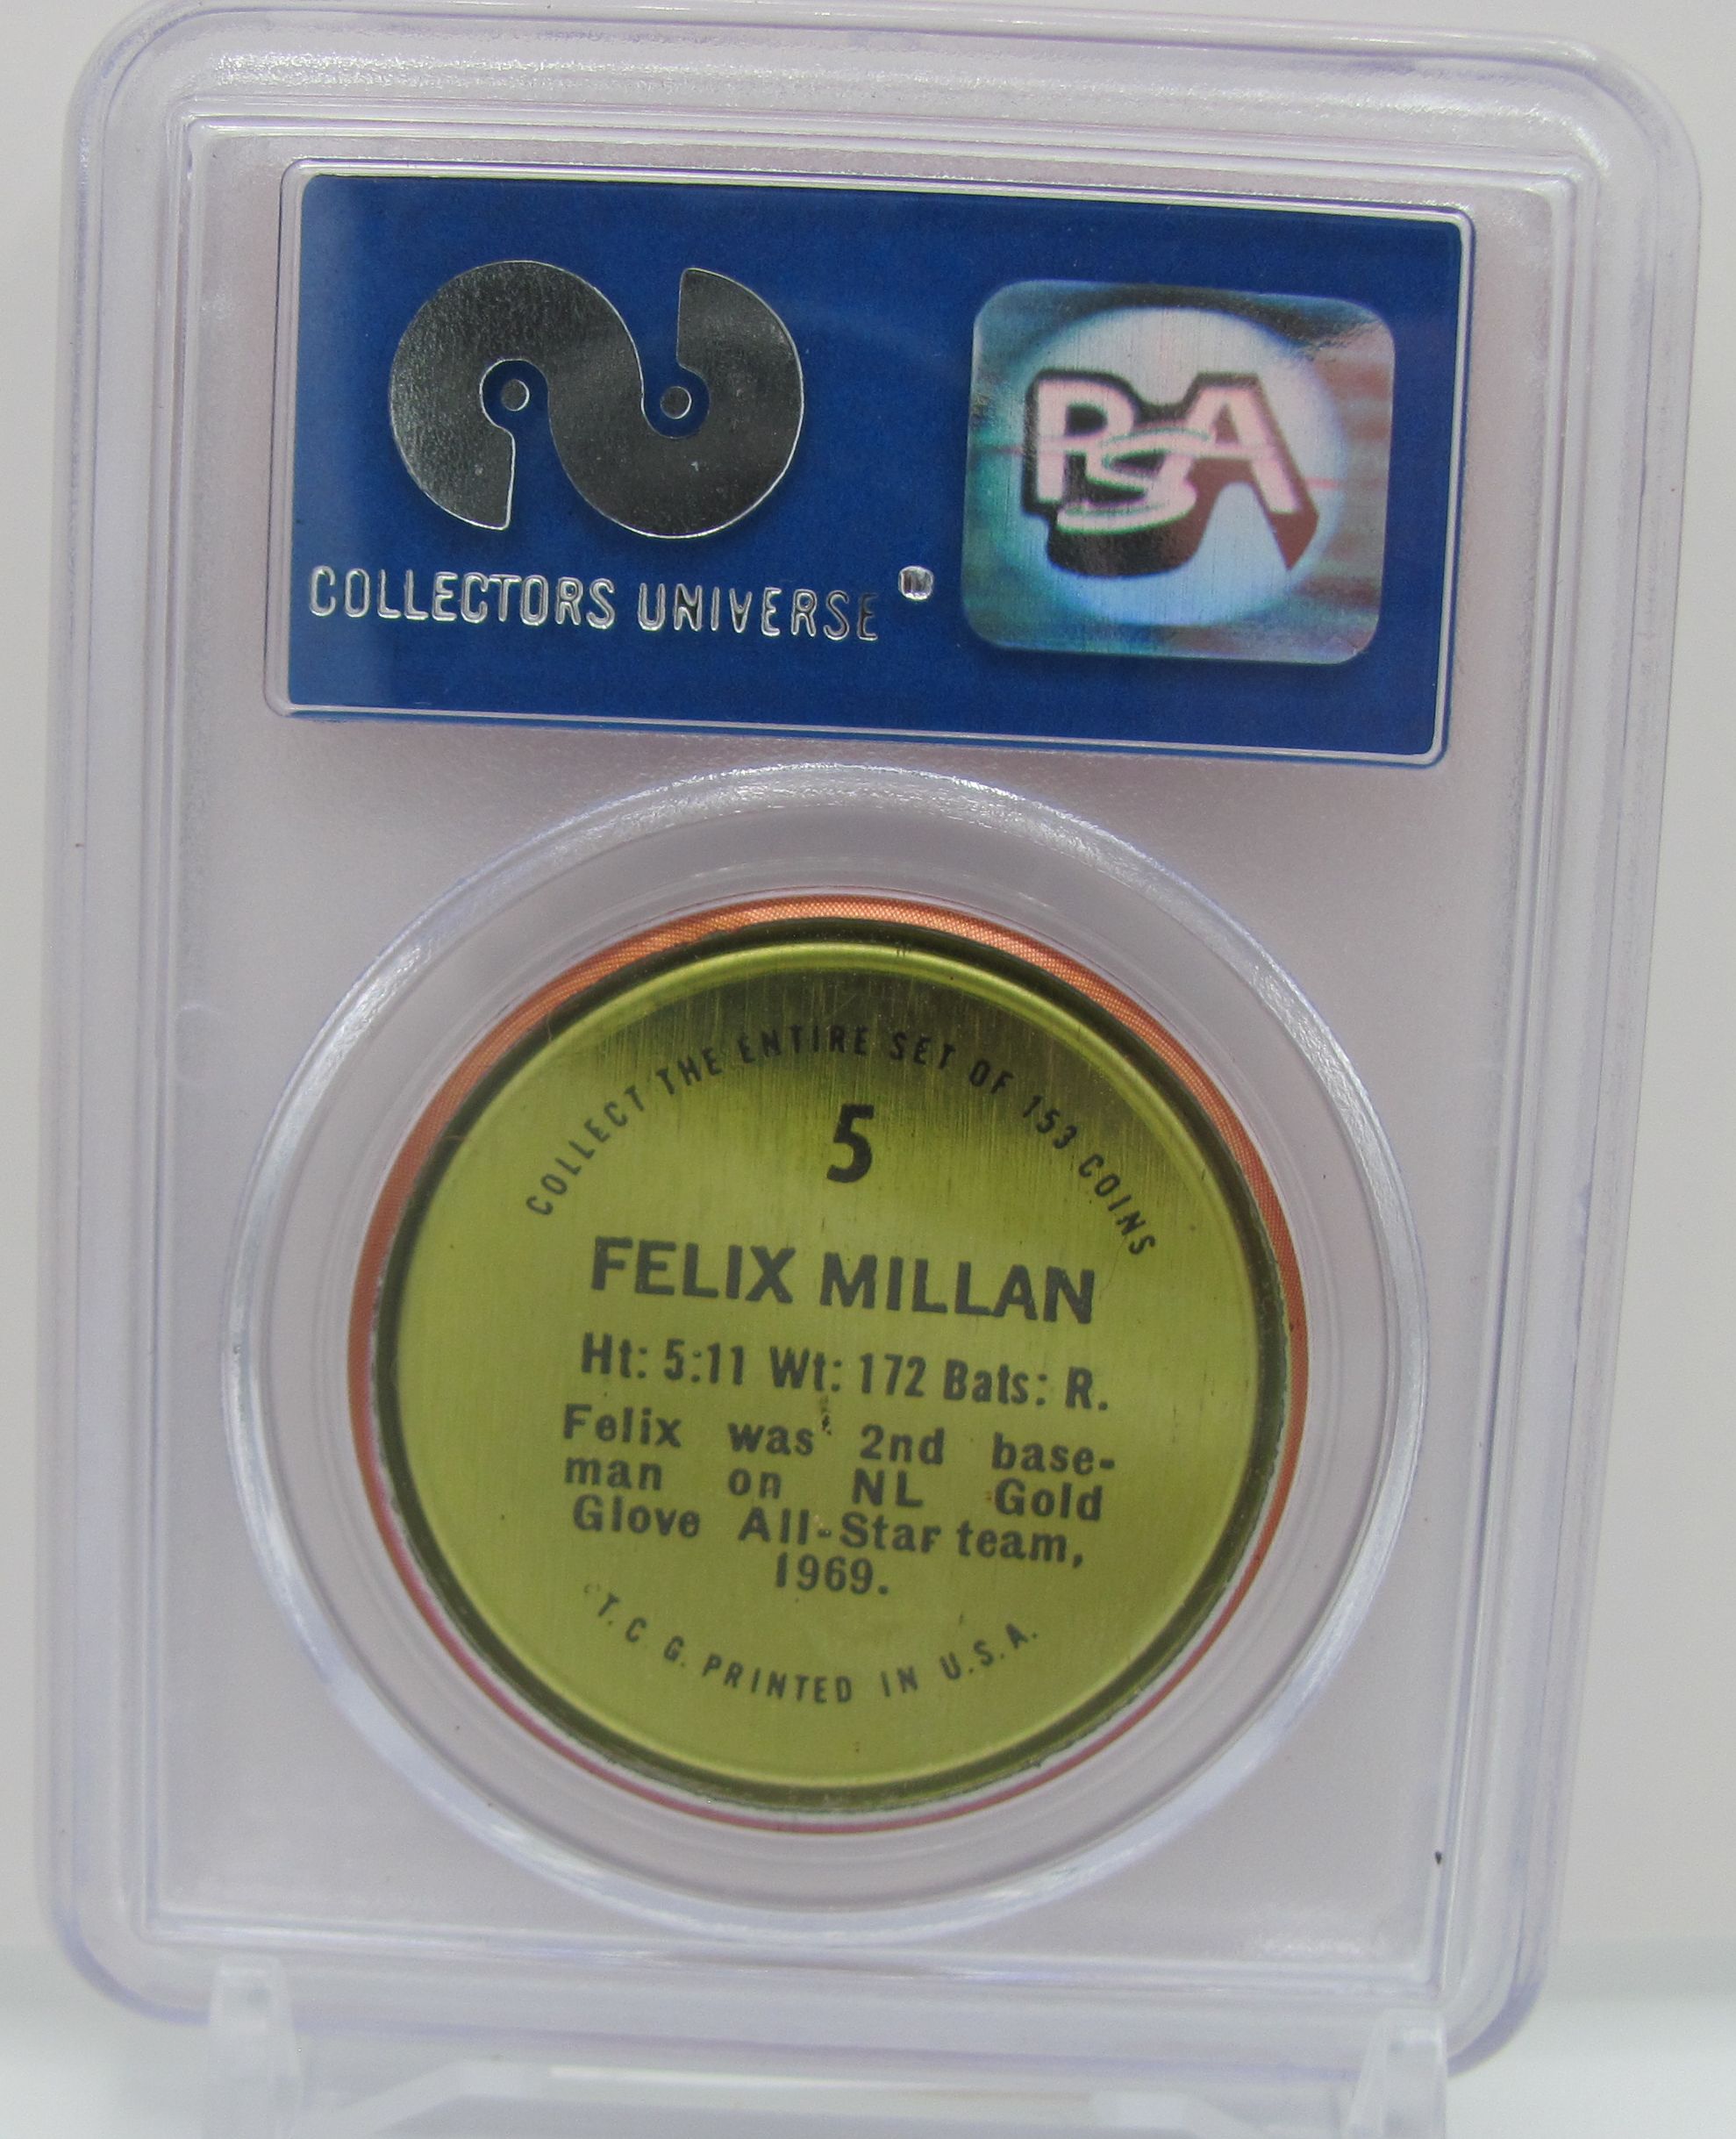 COLLECTORS UNIVERSE
PSA
COLLECT THE ENTIRE SET OF 153 COINS
5
FELIX MILLAN
Ht: 5:11 Wt: 172 Bats: R.
Felix was 2nd base-
man on NL Gold
Glove All-Star team,
1969.
©T. C. G. PRINTED IN U.S.A.